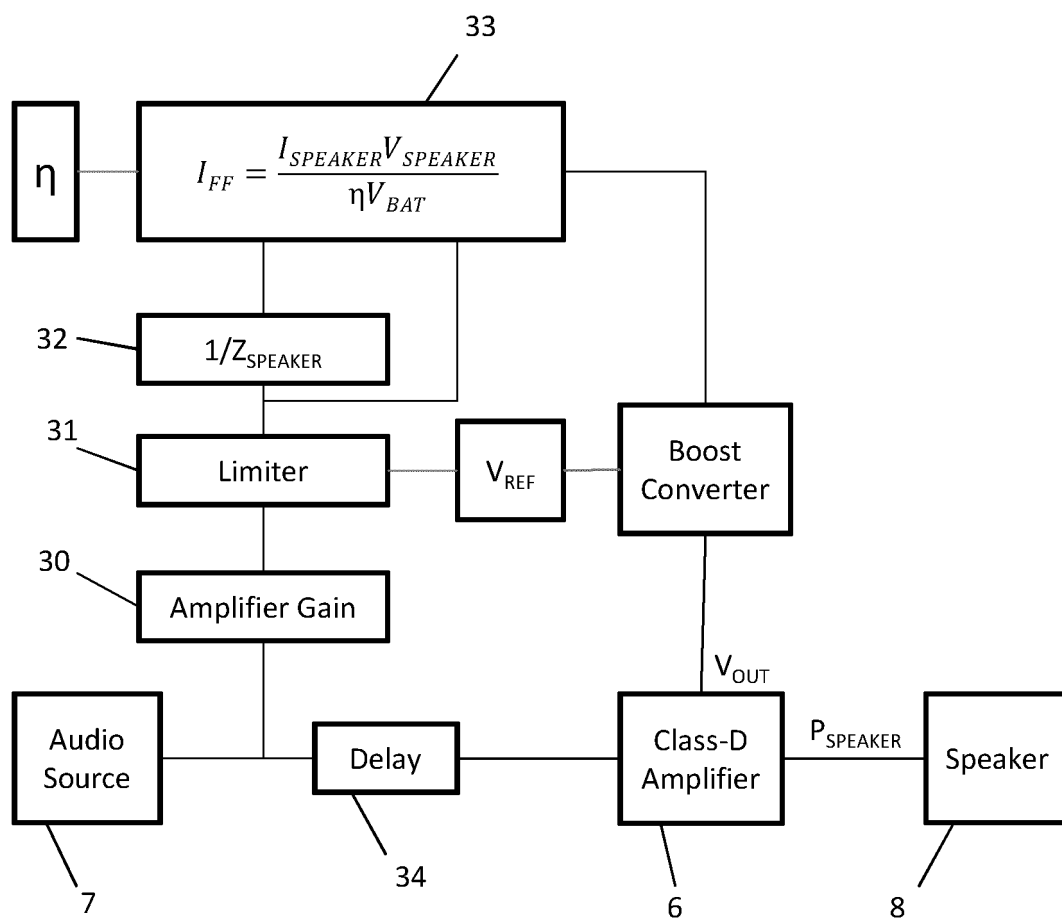 33
η
I_FF = I_SPEAKER V_SPEAKER / ηV_BAT
32
1/Z_SPEAKER
31
Limiter
V_REF
Boost
Converter
30
Amplifier Gain
V_OUT
Audio
Source
Delay
Class-D
Amplifier
P_SPEAKER
Speaker
7
34
6
8